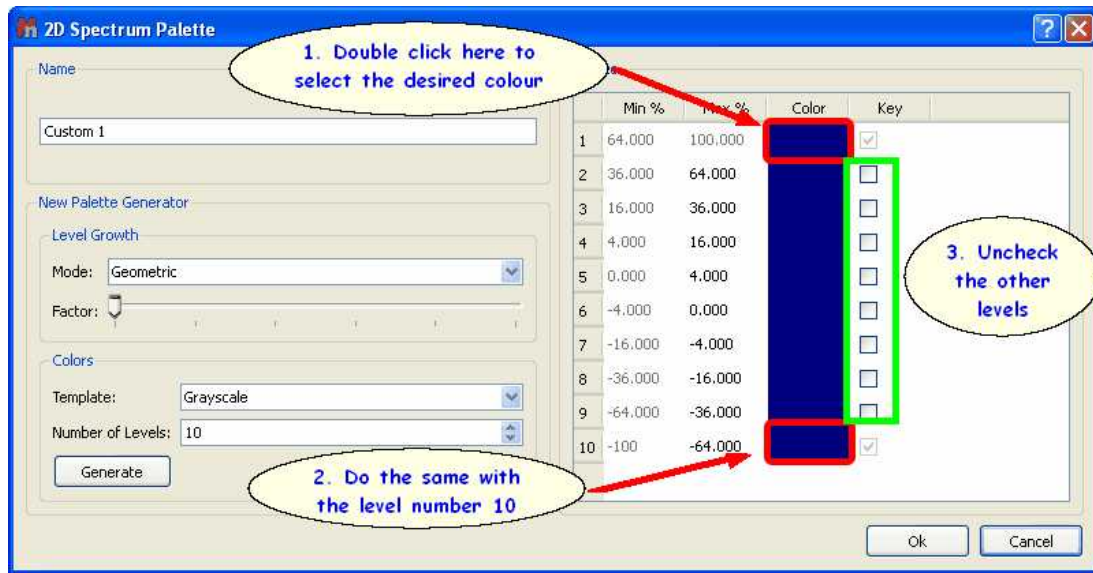 2D Spectrum Palette
1. Double click here to
select the desired colour
Name
Custom 1
New Palette Generator
Level Growth
Mode: Geometric
Factor:
Colors
Template: Grayscale
Number of Levels: 10
Generate
2. Do the same with
the level number 10
Min % Max % Color Key
1 64.000 100.000
2 36.000 64.000
3 16.000 36.000
4 4.000 16.000
5 0.000 4.000
6 -4.000 0.000
7 -16.000 -4.000
8 -36.000 -16.000
9 -64.000 -36.000
10 -100 -64.000
3. Uncheck
the other
levels
Ok Cancel